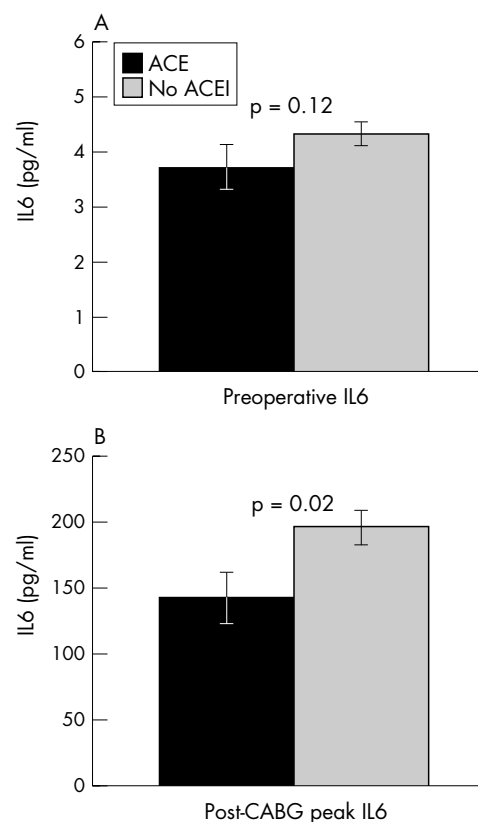 A
6
5
4
3
2
1
0
IL6 (pg/ml)
ACE
No ACEI
p = 0.12
Preoperative IL6
B
250
200
150
100
50
0
IL6 (pg/ml)
p = 0.02
Post-CABG peak IL6